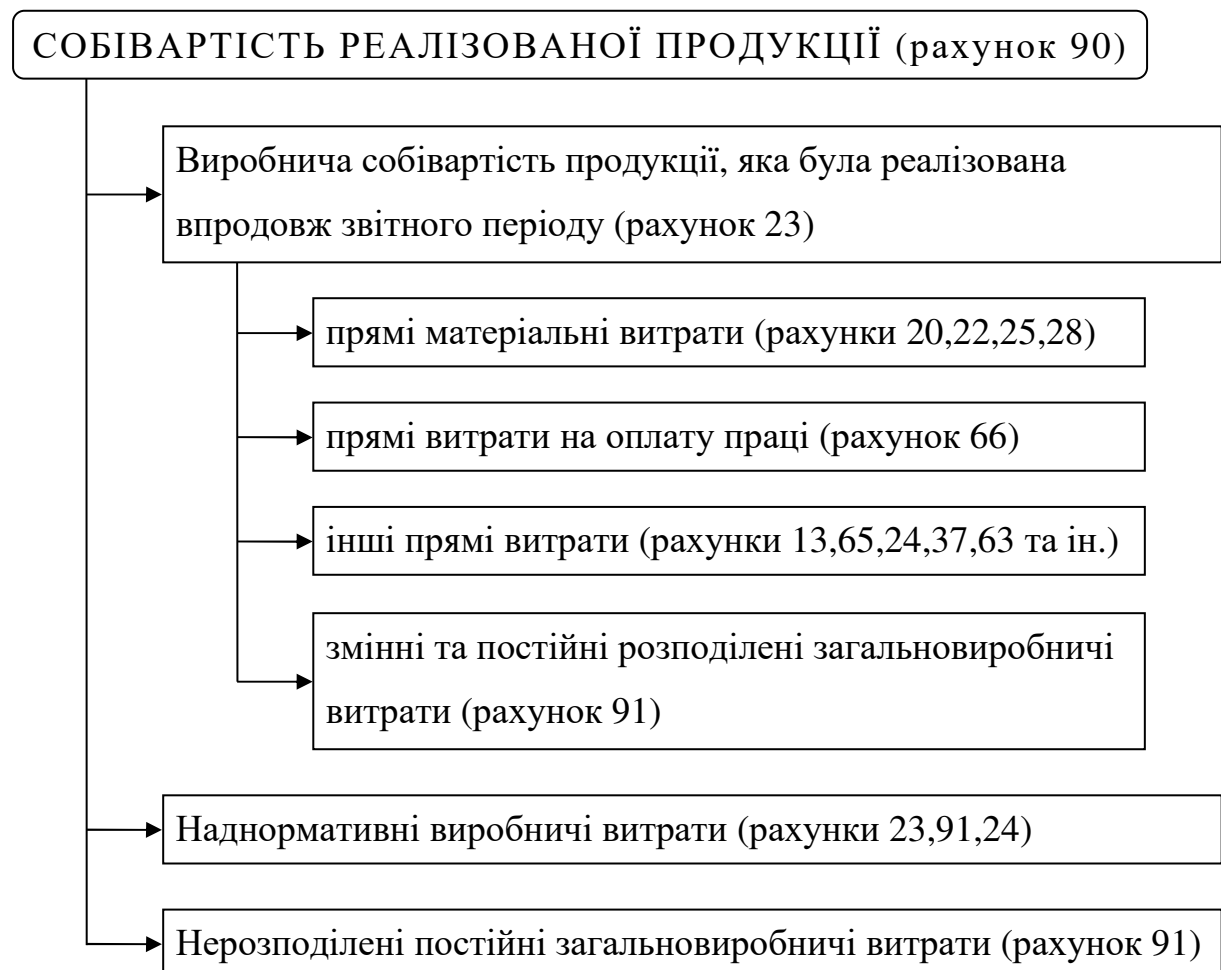 СОБІВАРТІСТЬ РЕАЛІЗОВАНОЇ ПРОДУКЦІЇ (рахунок 90)
Виробнича собівартість продукції, яка була реалізована
впродовж звітного періоду (рахунок 23)
прямі матеріальні витрати (рахунки 20,22,25,28)
прямі витрати на оплату праці (рахунок 66)
інші прямі витрати (рахунки 13,65,24,37,63 та ін.)
змінні та постійні розподілені загальновиробничі
витрати (рахунок 91)
Наднормативні виробничі витрати (рахунки 23,91,24)
Нерозподілені постійні загальновиробничі витрати (рахунок 91)